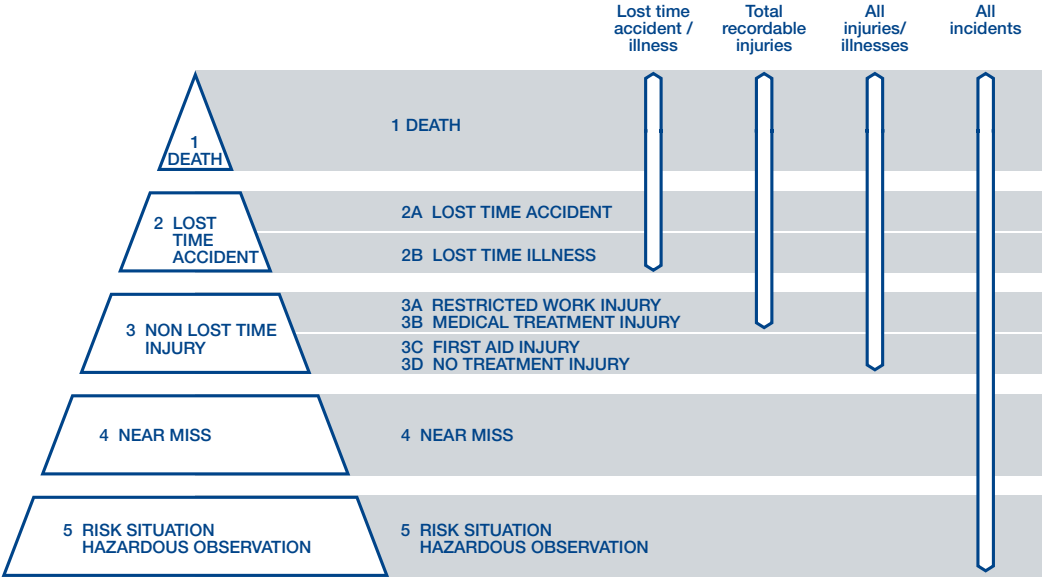 Lost time
accident /
illness
Total
recordable
injuries
All
injuries/
illnesses
All
incidents
1
DEATH
1 DEATH
2 LOST
TIME
ACCIDENT
2A LOST TIME ACCIDENT
2B LOST TIME ILLNESS
3 NON LOST TIME
INJURY
3A RESTRICTED WORK INJURY
3B MEDICAL TREATMENT INJURY
3C FIRST AID INJURY
3D NO TREATMENT INJURY
4 NEAR MISS
4 NEAR MISS
5 RISK SITUATION
HAZARDOUS OBSERVATION
5 RISK SITUATION
HAZARDOUS OBSERVATION